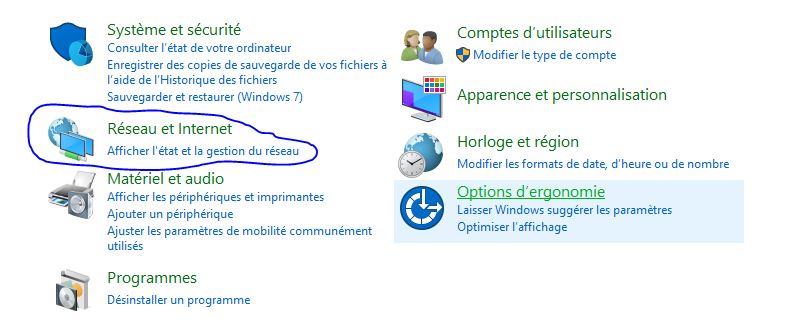 Système et sécurité
Consulter l'état de votre ordinateur
Enregistrer des copies de sauvegarde de vos fichiers à
l'aide de l'Historique des fichiers
Sauvegarder et restaurer (Windows 7)
Réseau et Internet
Afficher l'état et la gestion du réseau
Matériel et audio
Afficher les périphériques et imprimantes
Ajouter un périphérique
Ajuster les paramètres de mobilité communément
utilisés
Programmes
Désinstaller un programme
Comptes d'utilisateurs
Modifier le type de compte
Apparence et personnalisation
Horloge et région
Modifier les formats de date, d'heure ou de nombre
Options d'ergonomie
Laisser Windows suggérer les paramètres
Optimiser l'affichage